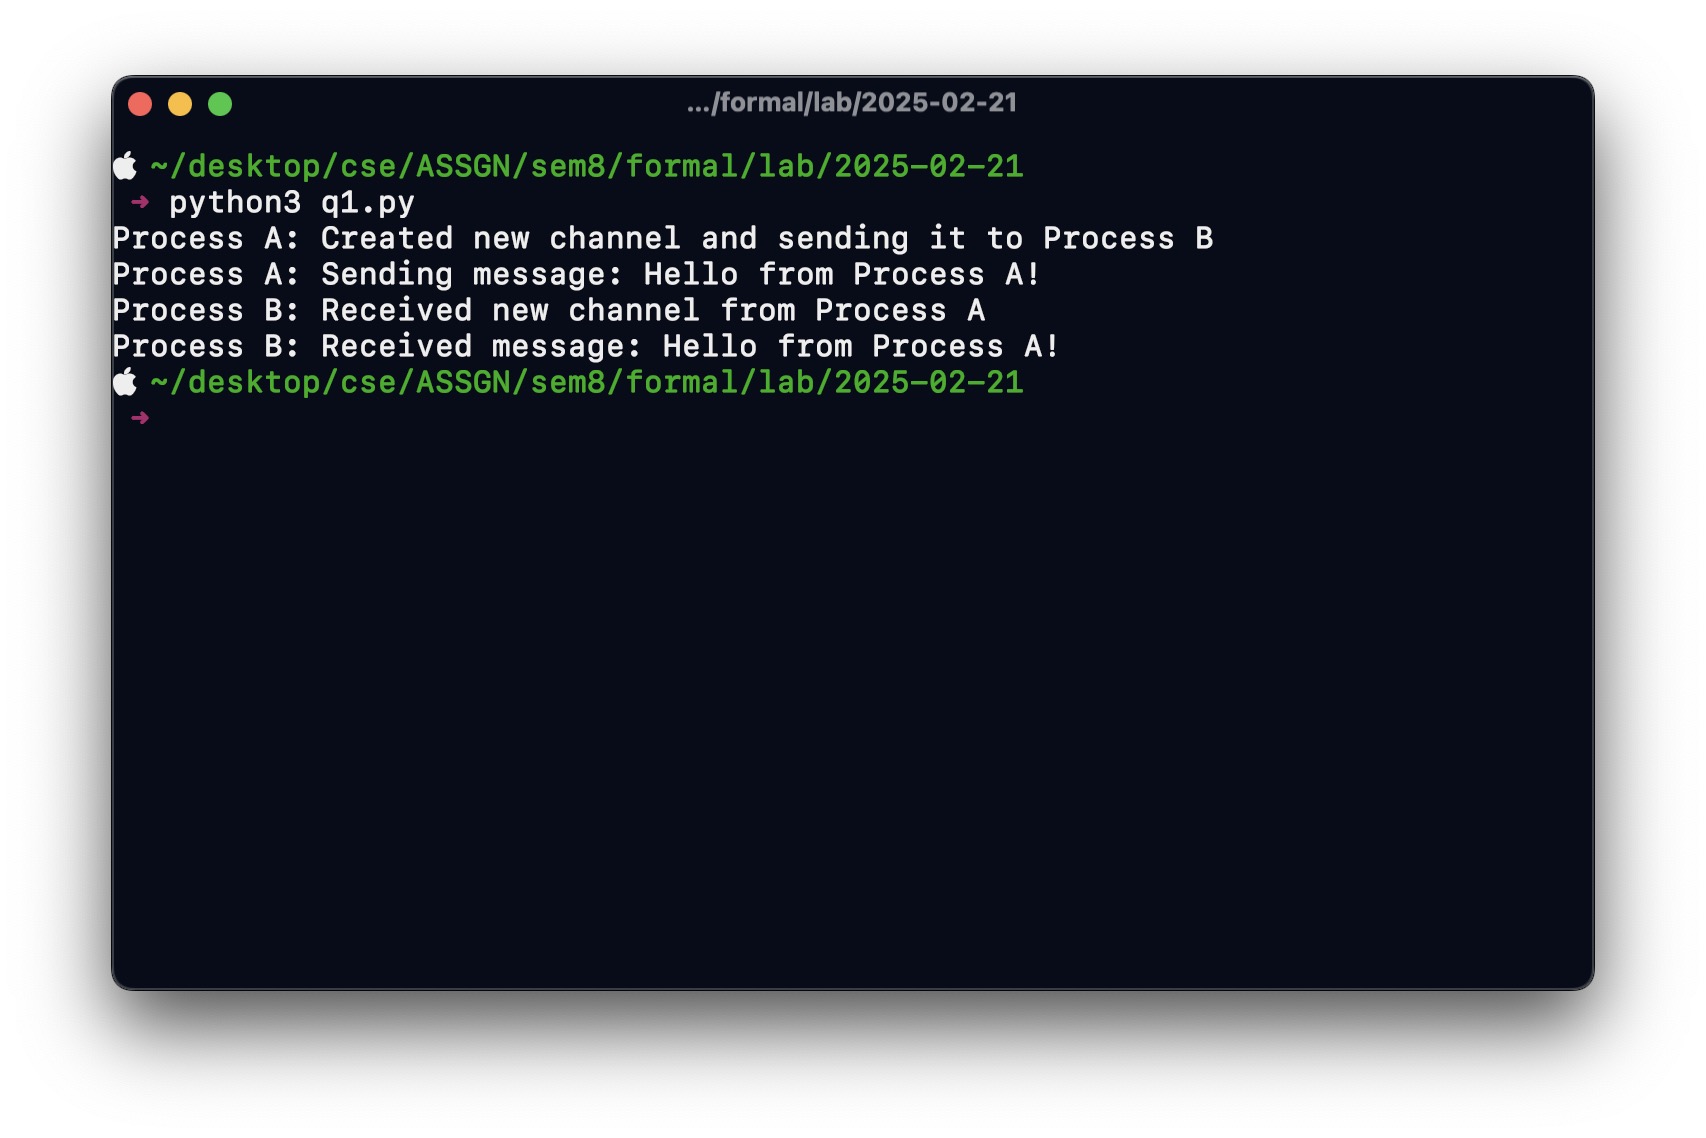 .../formal/lab/2025-02-21
~/desktop/cse/ASSGN/sem8/formal/lab/2025-02-21
➜ python3 q1.py
Process A: Created new channel and sending it to Process B
Process A: Sending message: Hello from Process A!
Process B: Received new channel from Process A
Process B: Received message: Hello from Process A!
~/desktop/cse/ASSGN/sem8/formal/lab/2025-02-21
➜